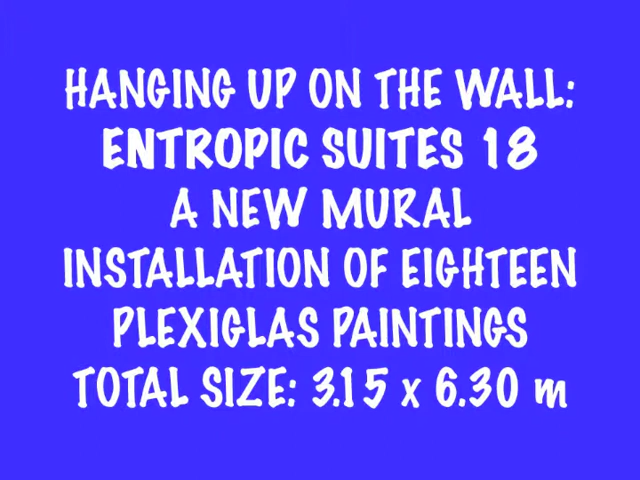 HANGING UP ON THE WALL:
ENTROPIC SUITES 18
A NEW MURAL
INSTALLATION OF EIGHTEEN
PLEXIGLAS PAINTINGS
TOTAL SIZE: 3.15 x 6.30 m